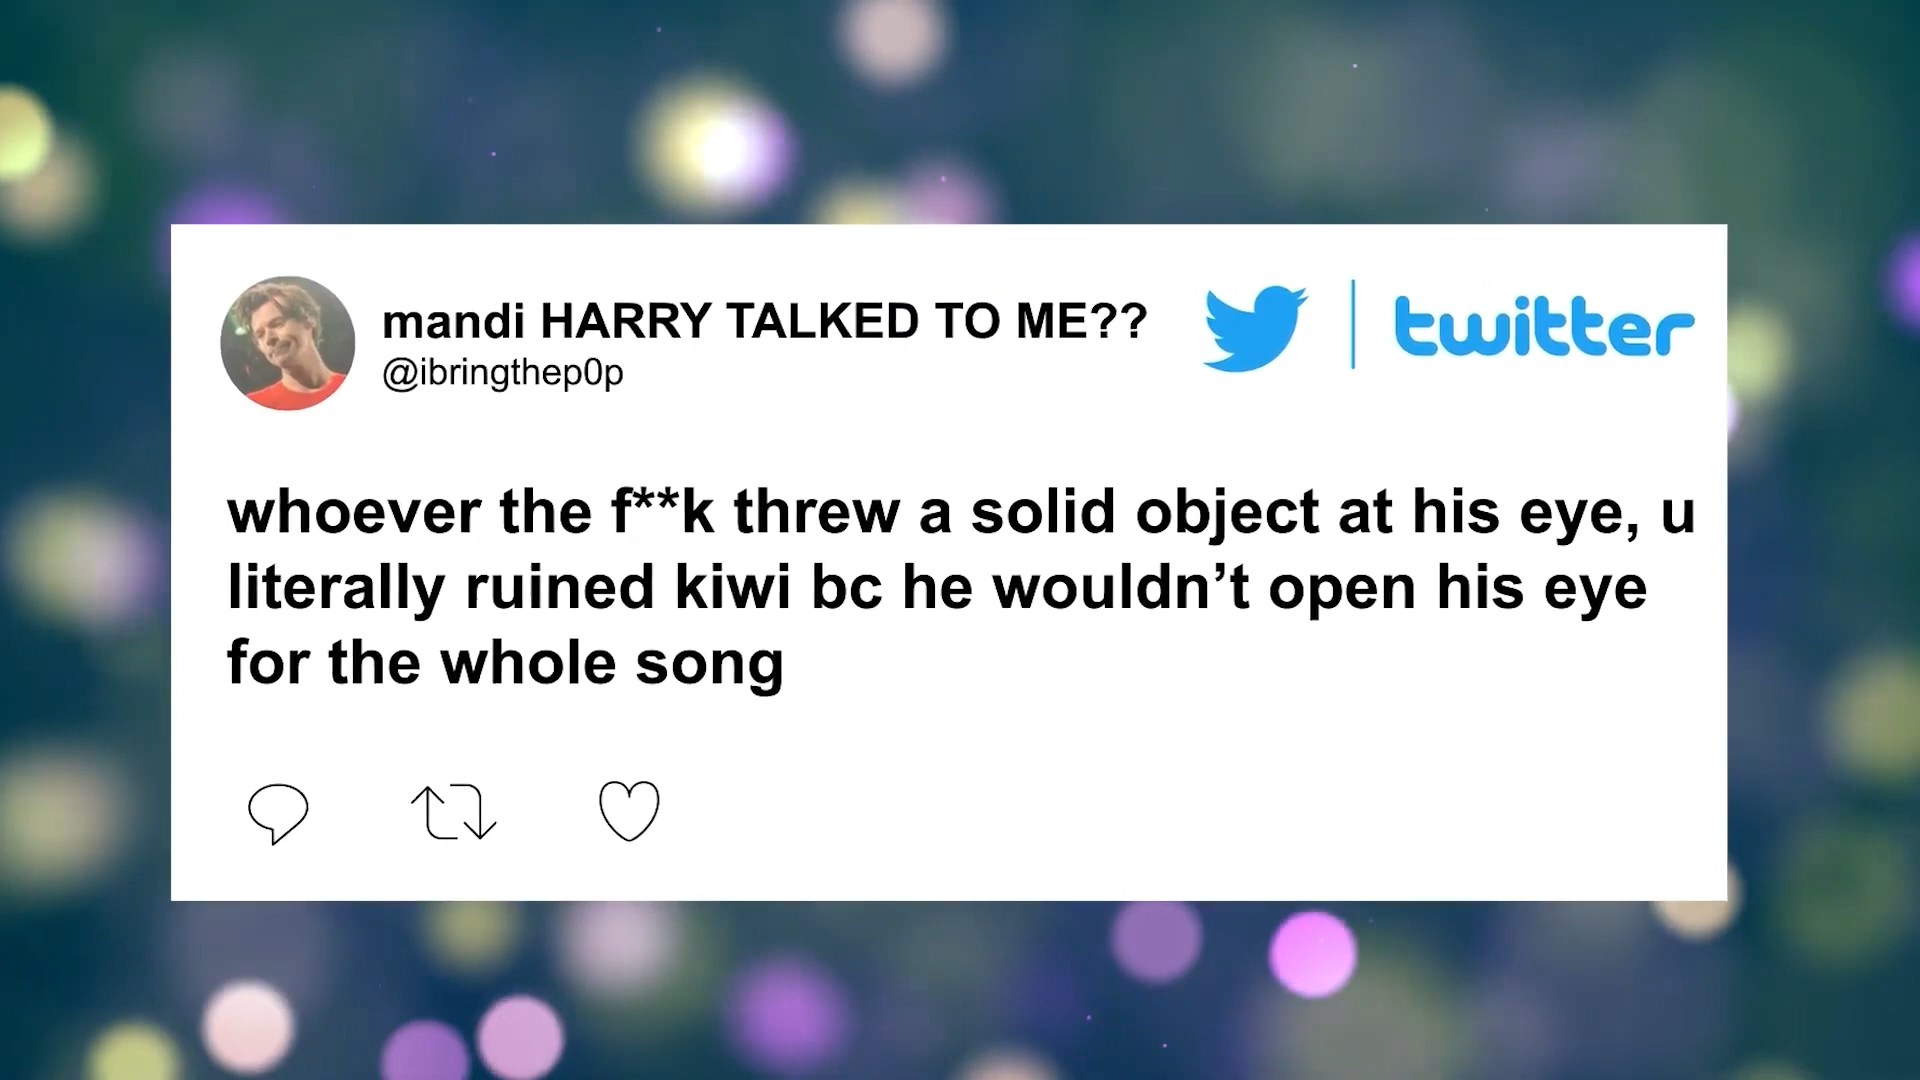 mandi HARRY TALKED TO ME??
@ibringthep0p
twitter
whoever the f**k threw a solid object at his eye, u
literally ruined kiwi bc he wouldn’t open his eye
for the whole song